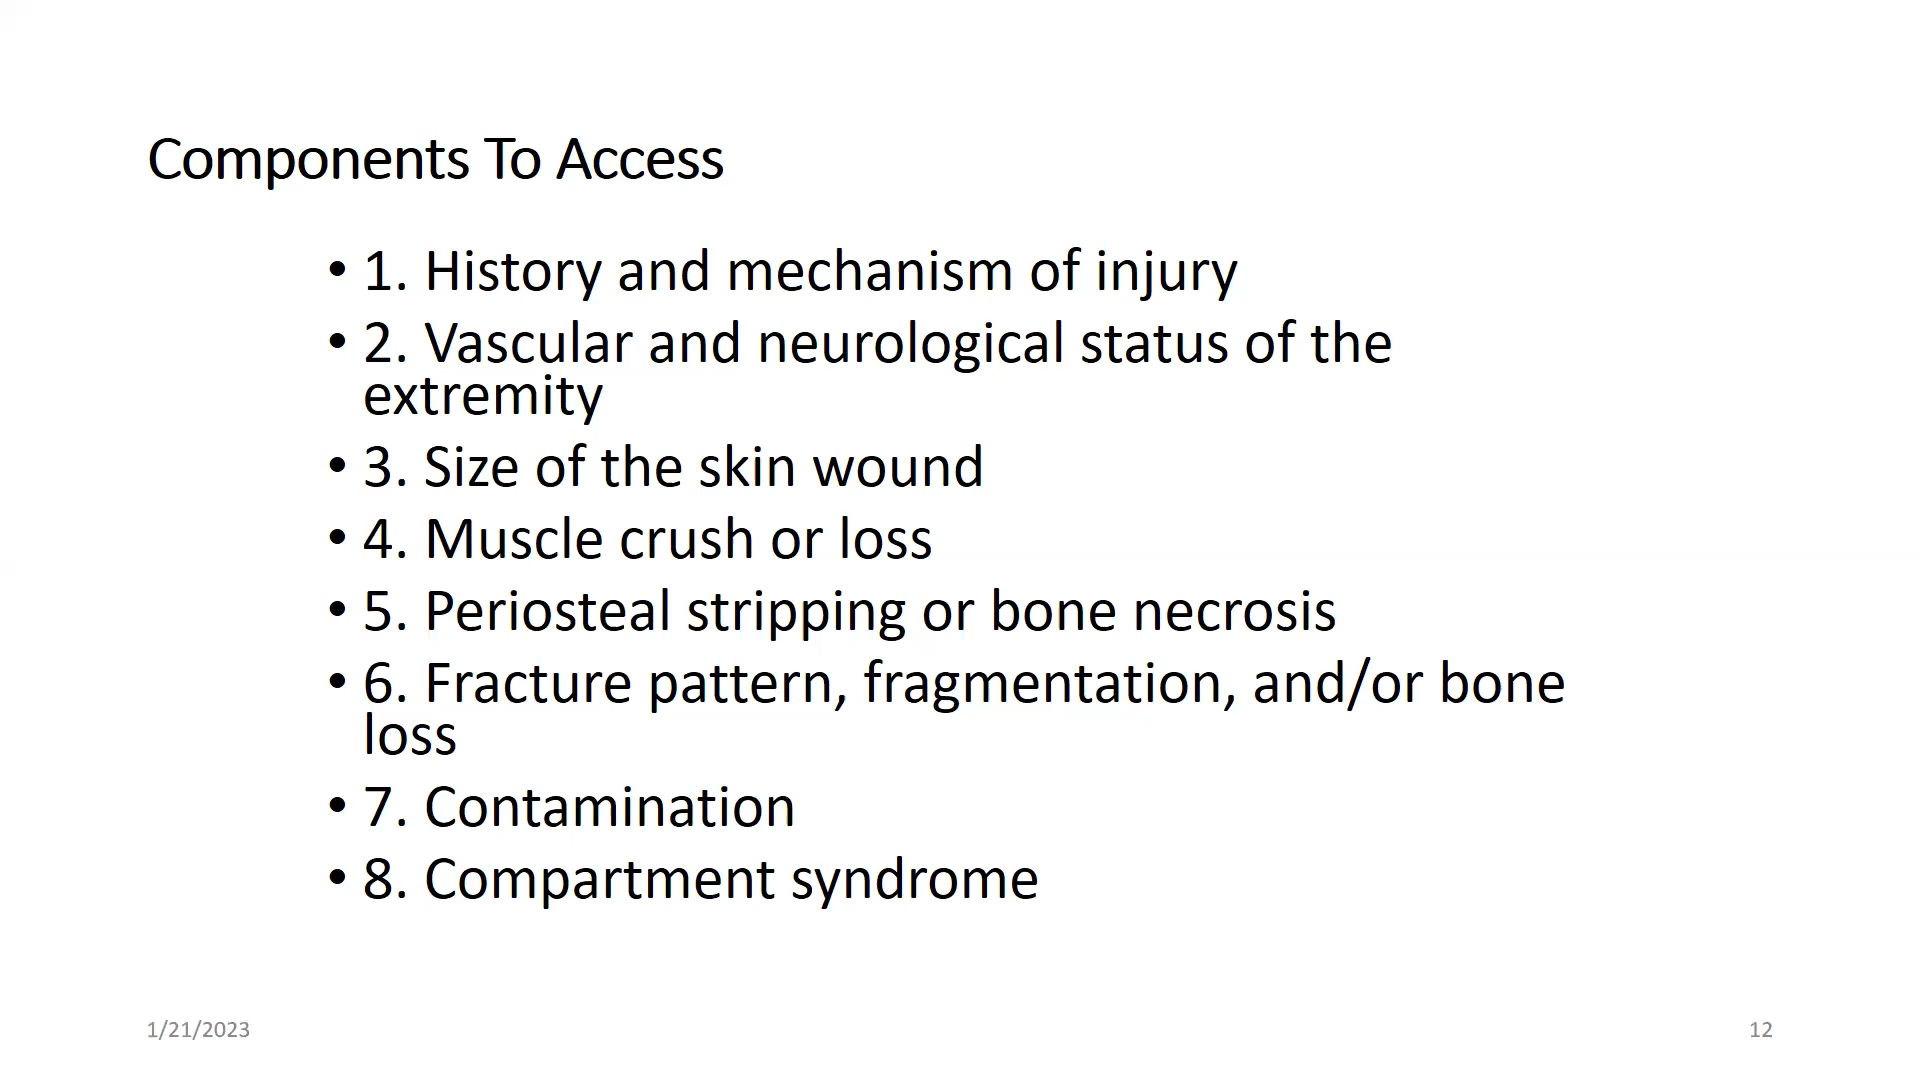 Components To Access
• 1. History and mechanism of injury
• 2. Vascular and neurological status of the
extremity
• 3. Size of the skin wound
• 4. Muscle crush or loss
• 5. Periosteal stripping or bone necrosis
• 6. Fracture pattern, fragmentation, and/or bone
loss
• 7. Contamination
• 8. Compartment syndrome
1/21/2023
12